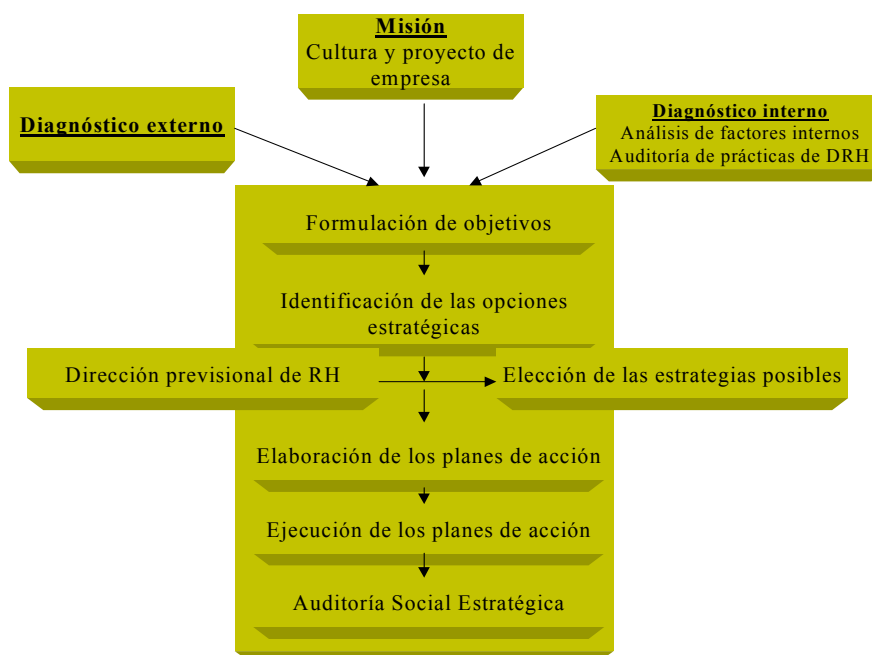 Misión
Cultura y proyecto de
empresa
Diagnóstico externo
Diagnóstico interno
Análisis de factores internos
Auditoría de prácticas de DRH
Formulación de objetivos
Identificación de las opciones
estratégicas
Dirección previsional de RH
Elección de las estrategias posibles
Elaboración de los planes de acción
Ejecución de los planes de acción
Auditoría Social Estratégica